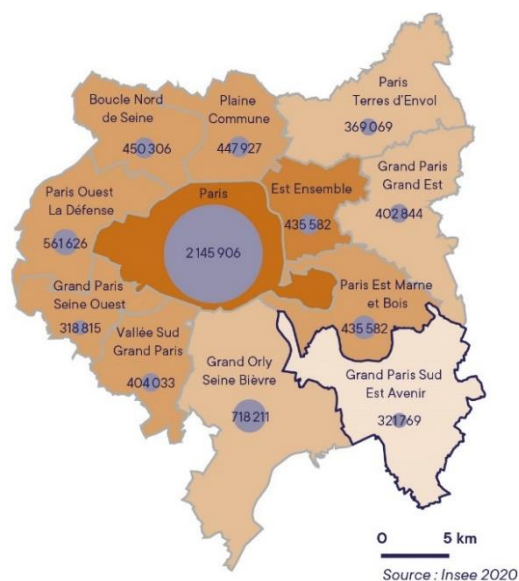 Paris
Terres d'Envol
369 069
Boucle Nord
de Seine
450 306
Plaine
Commune
447 927
Grand Paris
Grand Est
402 844
Paris Ouest
La Défense
561 626
Paris
2 145 906
Est Ensemble
435 582
Grand Paris
Seine Ouest
318 815
Vallée Sud
Grand Paris
404 033
Paris Est Marne
et Bois
435 582
Grand Orly
Seine Bièvre
718 211
Grand Paris Sud
Est Avenir
321 769
0 5 km
Source : Insee 2020